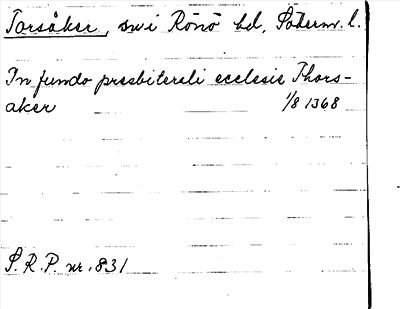 Torsåker, sn i Rönö hd, Söderm. l.
In fundo presbiterali ecclesie Thors-
aker 1/8 1368
S. R. P. nr. 831